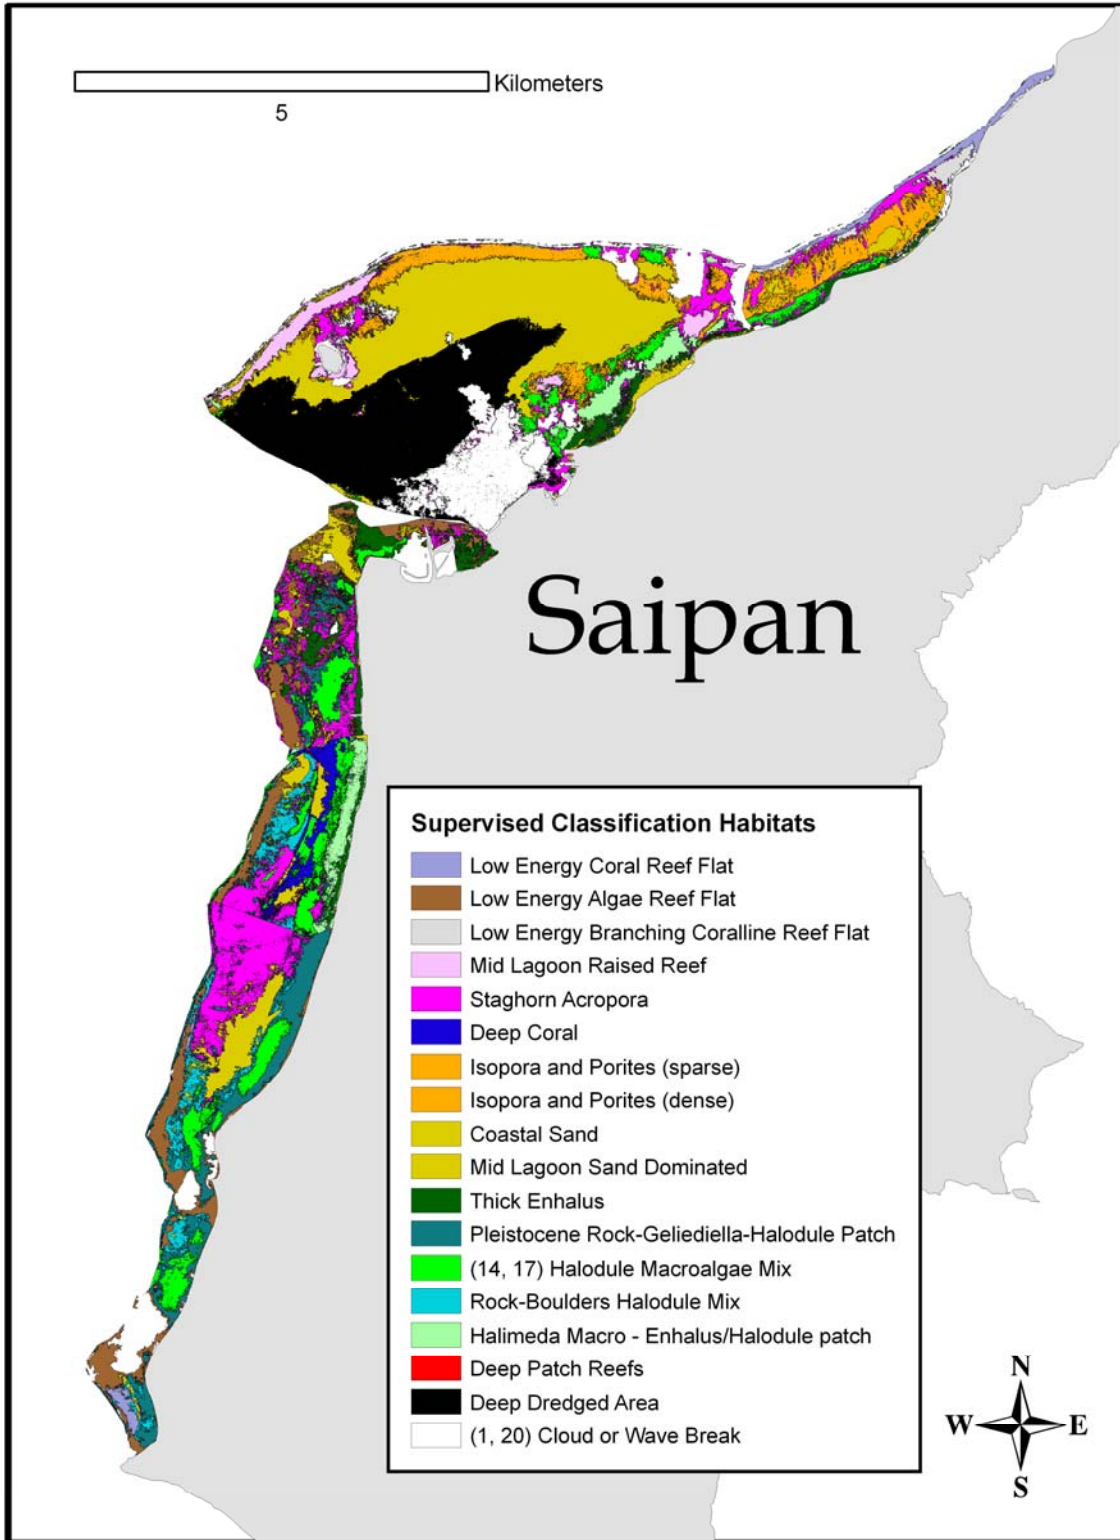 Kilometers
5
Saipan
Supervised Classification Habitats
Low Energy Coral Reef Flat
Low Energy Algae Reef Flat
Low Energy Branching Coralline Reef Flat
Mid Lagoon Raised Reef
Staghorn Acropora
Deep Coral
Isopora and Porites (sparse)
Isopora and Porites (dense)
Coastal Sand
Mid Lagoon Sand Dominated
Thick Enhalus
Pleistocene Rock-Geliediella-Halodule Patch
(14, 17) Halodule Macroalgae Mix
Rock-Boulders Halodule Mix
Halimeda Macro - Enhalus/Halodule patch
Deep Patch Reefs
Deep Dredged Area
(1, 20) Cloud or Wave Break
N
W E
S